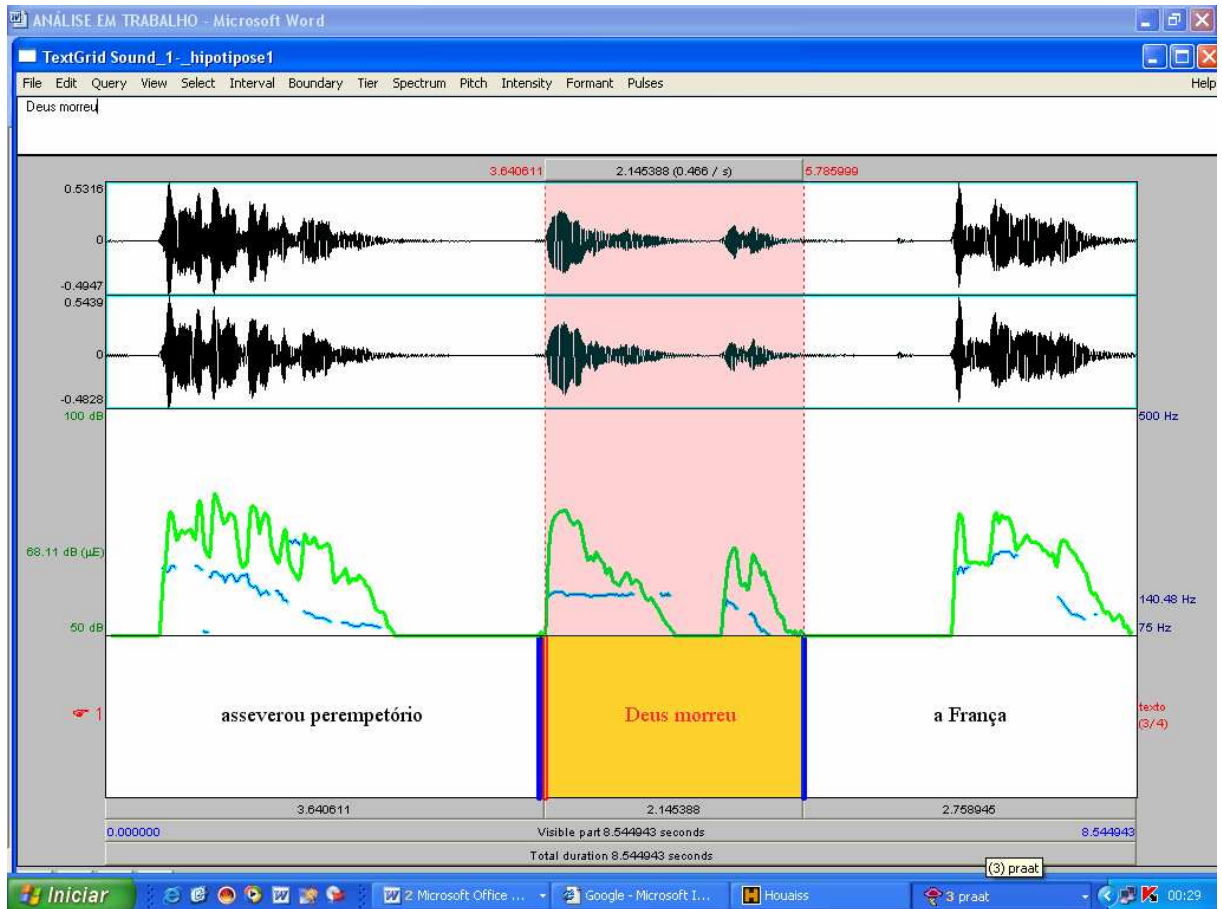 ANÁLISE EM TRABALHO - Microsoft Word
TextGrid Sound_1-_hipotipose1
File Edit Query View Select Interval Boundary Tier Spectrum Pitch Intensity Formant Pulses Help
Deus morreu
3.640611 2.145388 (0.466 / s) 5.785999
0.5316
0
-0.4947
0.5439
0
-0.4828
100 dB 500 Hz
68.11 dB (µE)
140.48 Hz
50 dB 75 Hz
1 asseverou perempetório Deus morreu a França texto
(3/4)
3.640611 2.145388 2.758945
0.000000 Visible part 8.544943 seconds 8.544943
Total duration 8.544943 seconds
(3) praat
Iniciar 2 Microsoft Office ... Google - Microsoft I... Houaiss 3 praat 00:29